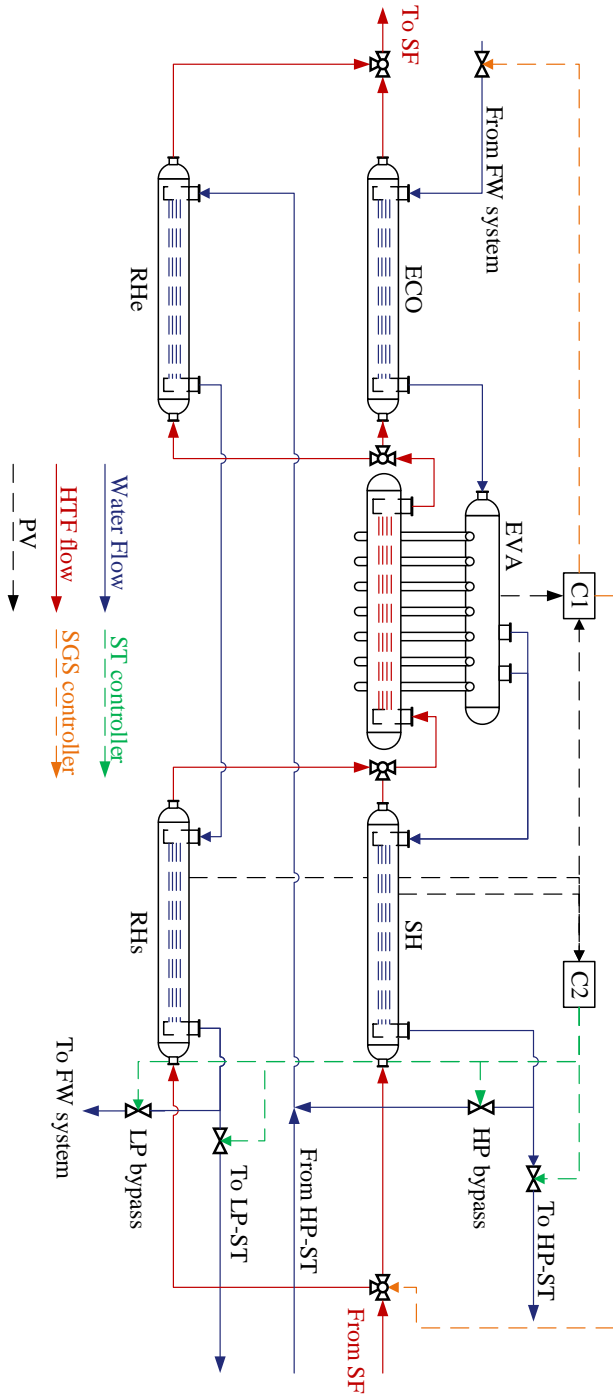 C1
C2
To HP-ST
EVA
From FW system
HP bypass
ECO
SH
To SF
From SF
From HP-ST
To LP-ST
RHe
RHs
LP bypass
To FW system
Water Flow
ST controller
HTF flow
SGS controller
PV